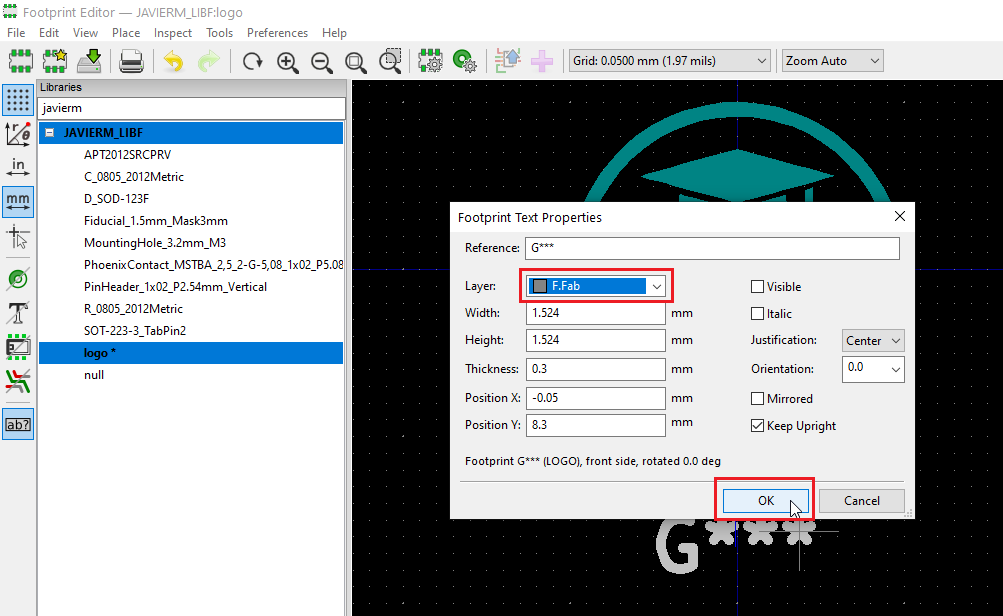 Footprint Editor — JAVIERM_LIBF:logo
File Edit View Place Inspect Tools Preferences Help
Grid: 0.0500 mm (1.97 mils) Zoom Auto
Libraries
javierm
JAVIERM_LIBF
APT2012SRCPRV
C_0805_2012Metric
D_SOD-123F
Fiducial_1.5mm_Mask3mm
MountingHole_3.2mm_M3
PhoenixContact_MSTBA_2,5_2-G-5,08_1x02_P5.08
PinHeader_1x02_P2.54mm_Vertical
R_0805_2012Metric
SOT-223-3_TabPin2
logo *
null
in
mm
ab?
Footprint Text Properties
Reference: G***
Layer: F.Fab Visible
Width: 1.524 mm Italic
Height: 1.524 mm Justification: Center
Thickness: 0.3 mm Orientation: 0.0
Position X: -0.05 mm Mirrored
Position Y: 8.3 mm Keep Upright
Footprint G*** (LOGO), front side, rotated 0.0 deg
OK Cancel
G***